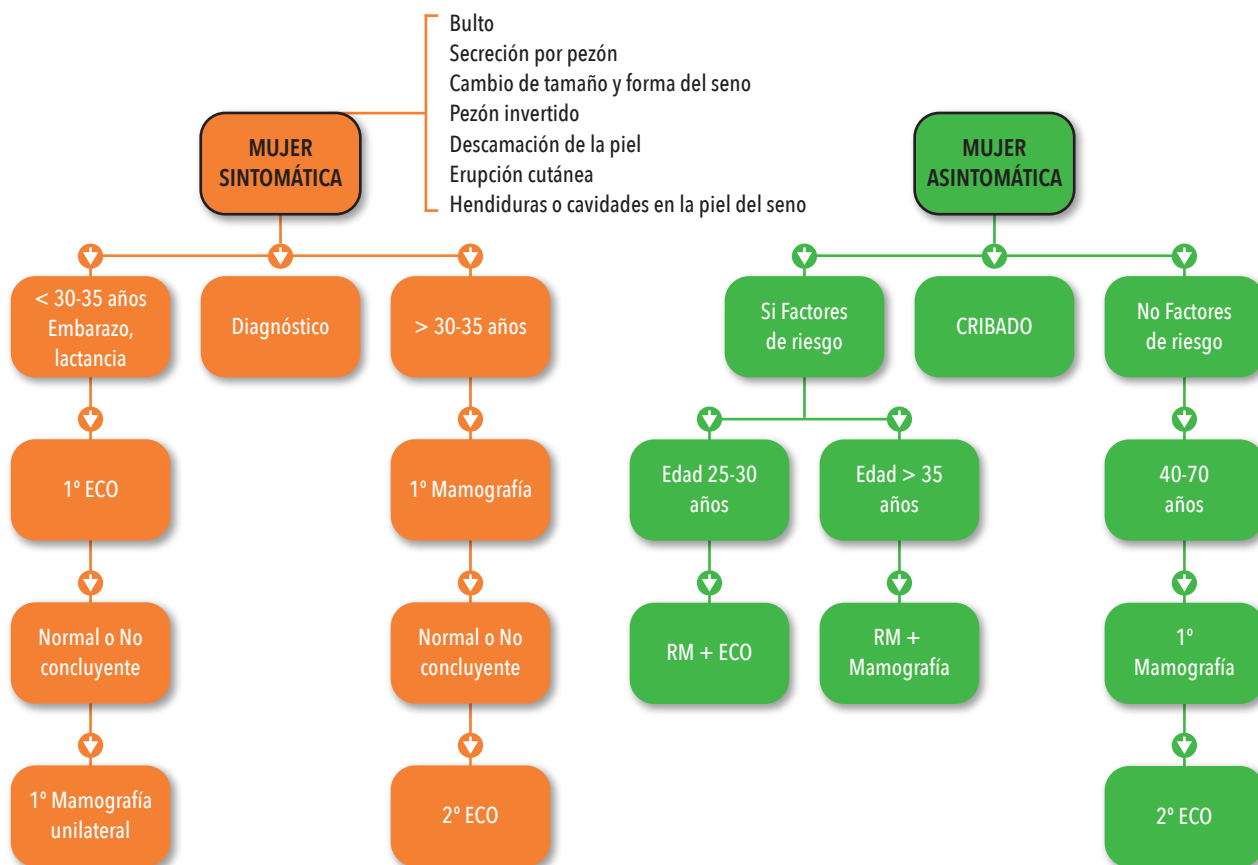 Bulto
Secreción por pezón
Cambio de tamaño y forma del seno
Pezón invertido
Descamación de la piel
Erupción cutánea
Hendiduras o cavidades en la piel del seno
MUJER
SINTOMÁTICA
< 30-35 años
Embarazo,
lactancia
Diagnóstico
> 30-35 años
1º ECO
1º Mamografía
Normal o No
concluyente
Normal o No
concluyente
1º Mamografía
unilateral
2º ECO
MUJER
ASINTOMÁTICA
Si Factores
de riesgo
CRIBADO
No Factores
de riesgo
Edad 25-30
años
Edad > 35
años
40-70
años
RM + ECO
RM +
Mamografía
1º
Mamografía
2º ECO